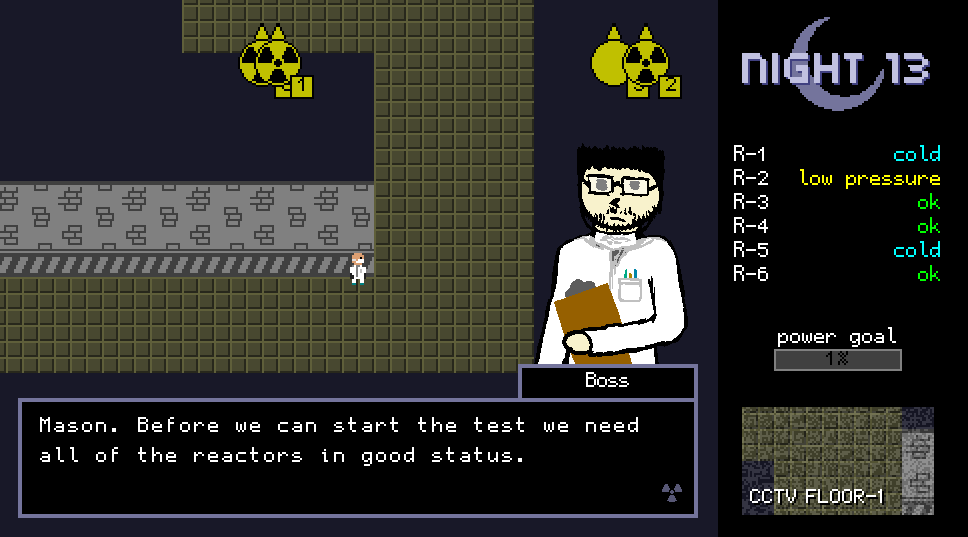 1
2
NIGHT 13
R-1 cold
R-2 low pressure
R-3 ok
R-4 ok
R-5 cold
R-6 ok
power goal
1%
CCTV FLOOR-1
Boss
Mason. Before we can start the test we need
all of the reactors in good status.